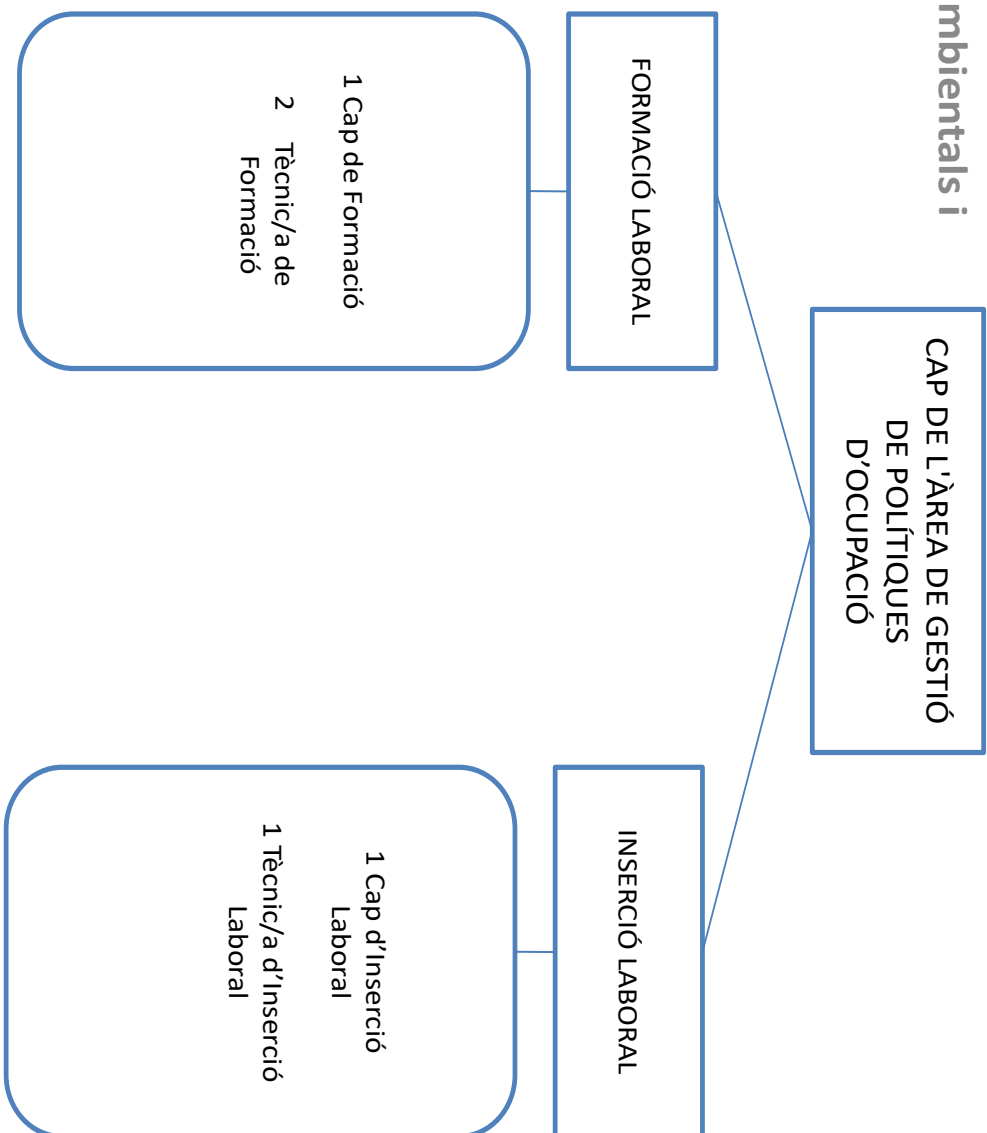 mbientals i
CAP DE L'ÀREA DE GESTIÓ
DE POLÍTIQUES
D’OCUPACIÓ
FORMACIÓ LABORAL
1 Cap de Formació
2 Tècnic/a de
Formació
INSERCIÓ LABORAL
1 Cap d’Inserció
Laboral
1 Tècnic/a d’Inserció
Laboral